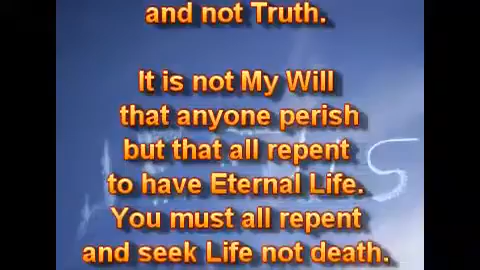 and not Truth.
It is not My Will
that anyone perish
but that all repent
to have Eternal Life.
You must all repent
and seek Life not death.